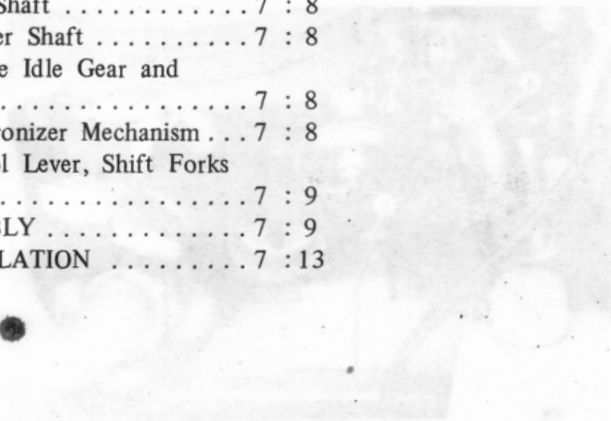 Shaft . . . . . . . . . . . . . 7 : 8
er Shaft . . . . . . . . . . 7 : 8
e Idle Gear and
. . . . . . . . . . . . . . . . . 7 : 8
onizer Mechanism . . . 7 : 8
l Lever, Shift Forks
. . . . . . . . . . . . . . . . . 7 : 9
BLY . . . . . . . . . . . . . 7 : 9
LATION . . . . . . . . . 7 : 13